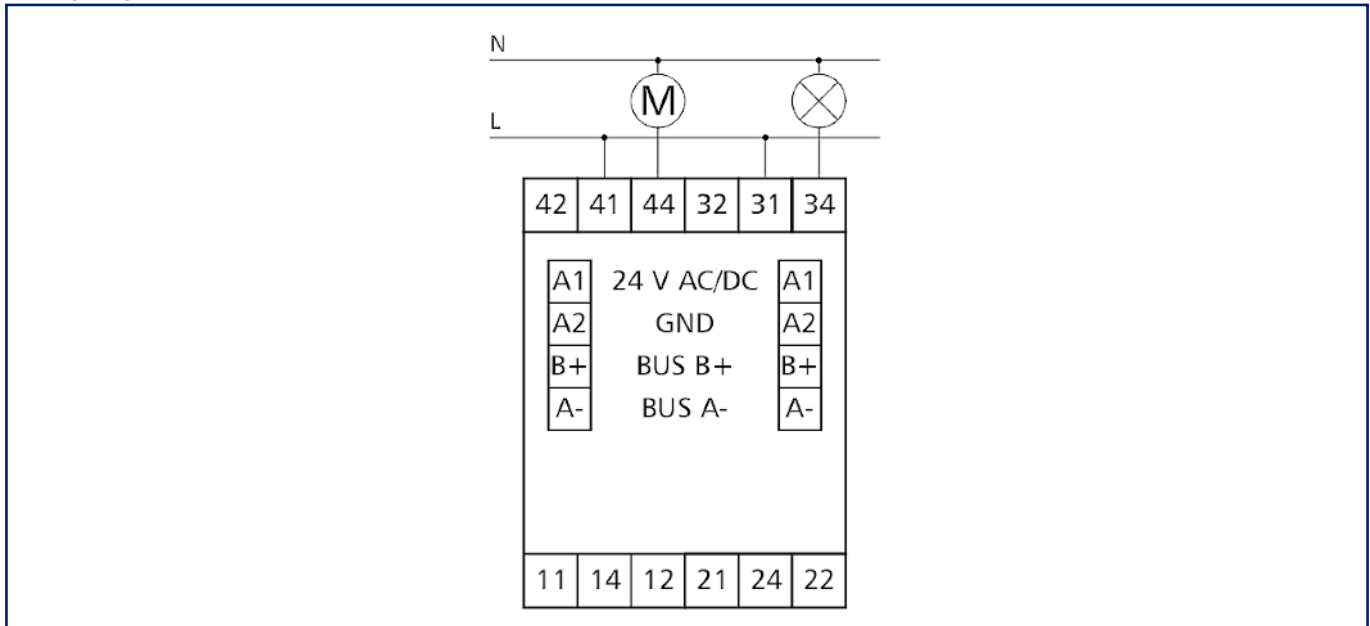 N
M
L
42 41 44 32 31 34
A1 24 V AC/DC A1
A2 GND A2
B+ BUS B+ B+
A- BUS A- A-
11 14 12 21 24 22